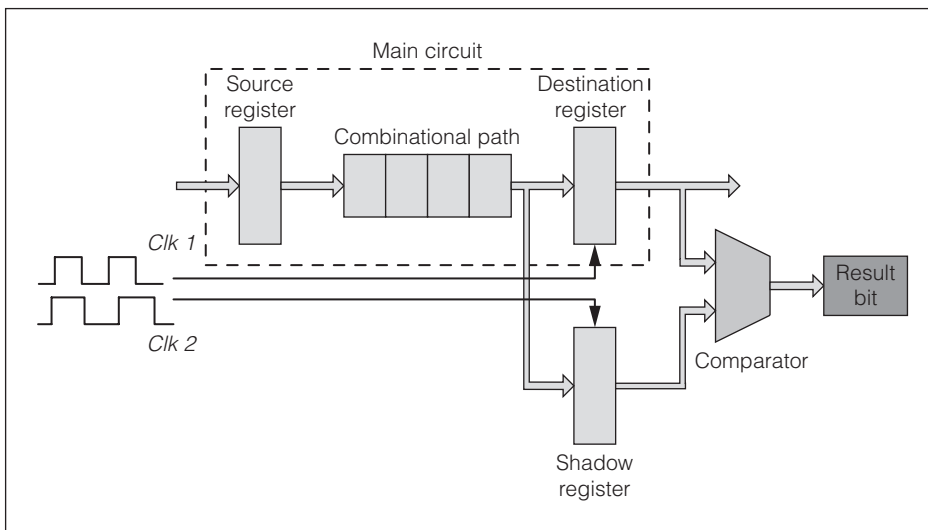 Main circuit
Source
register
Destination
register
Combinational path
Clk 1
Clk 2
Result
bit
Comparator
Shadow
register